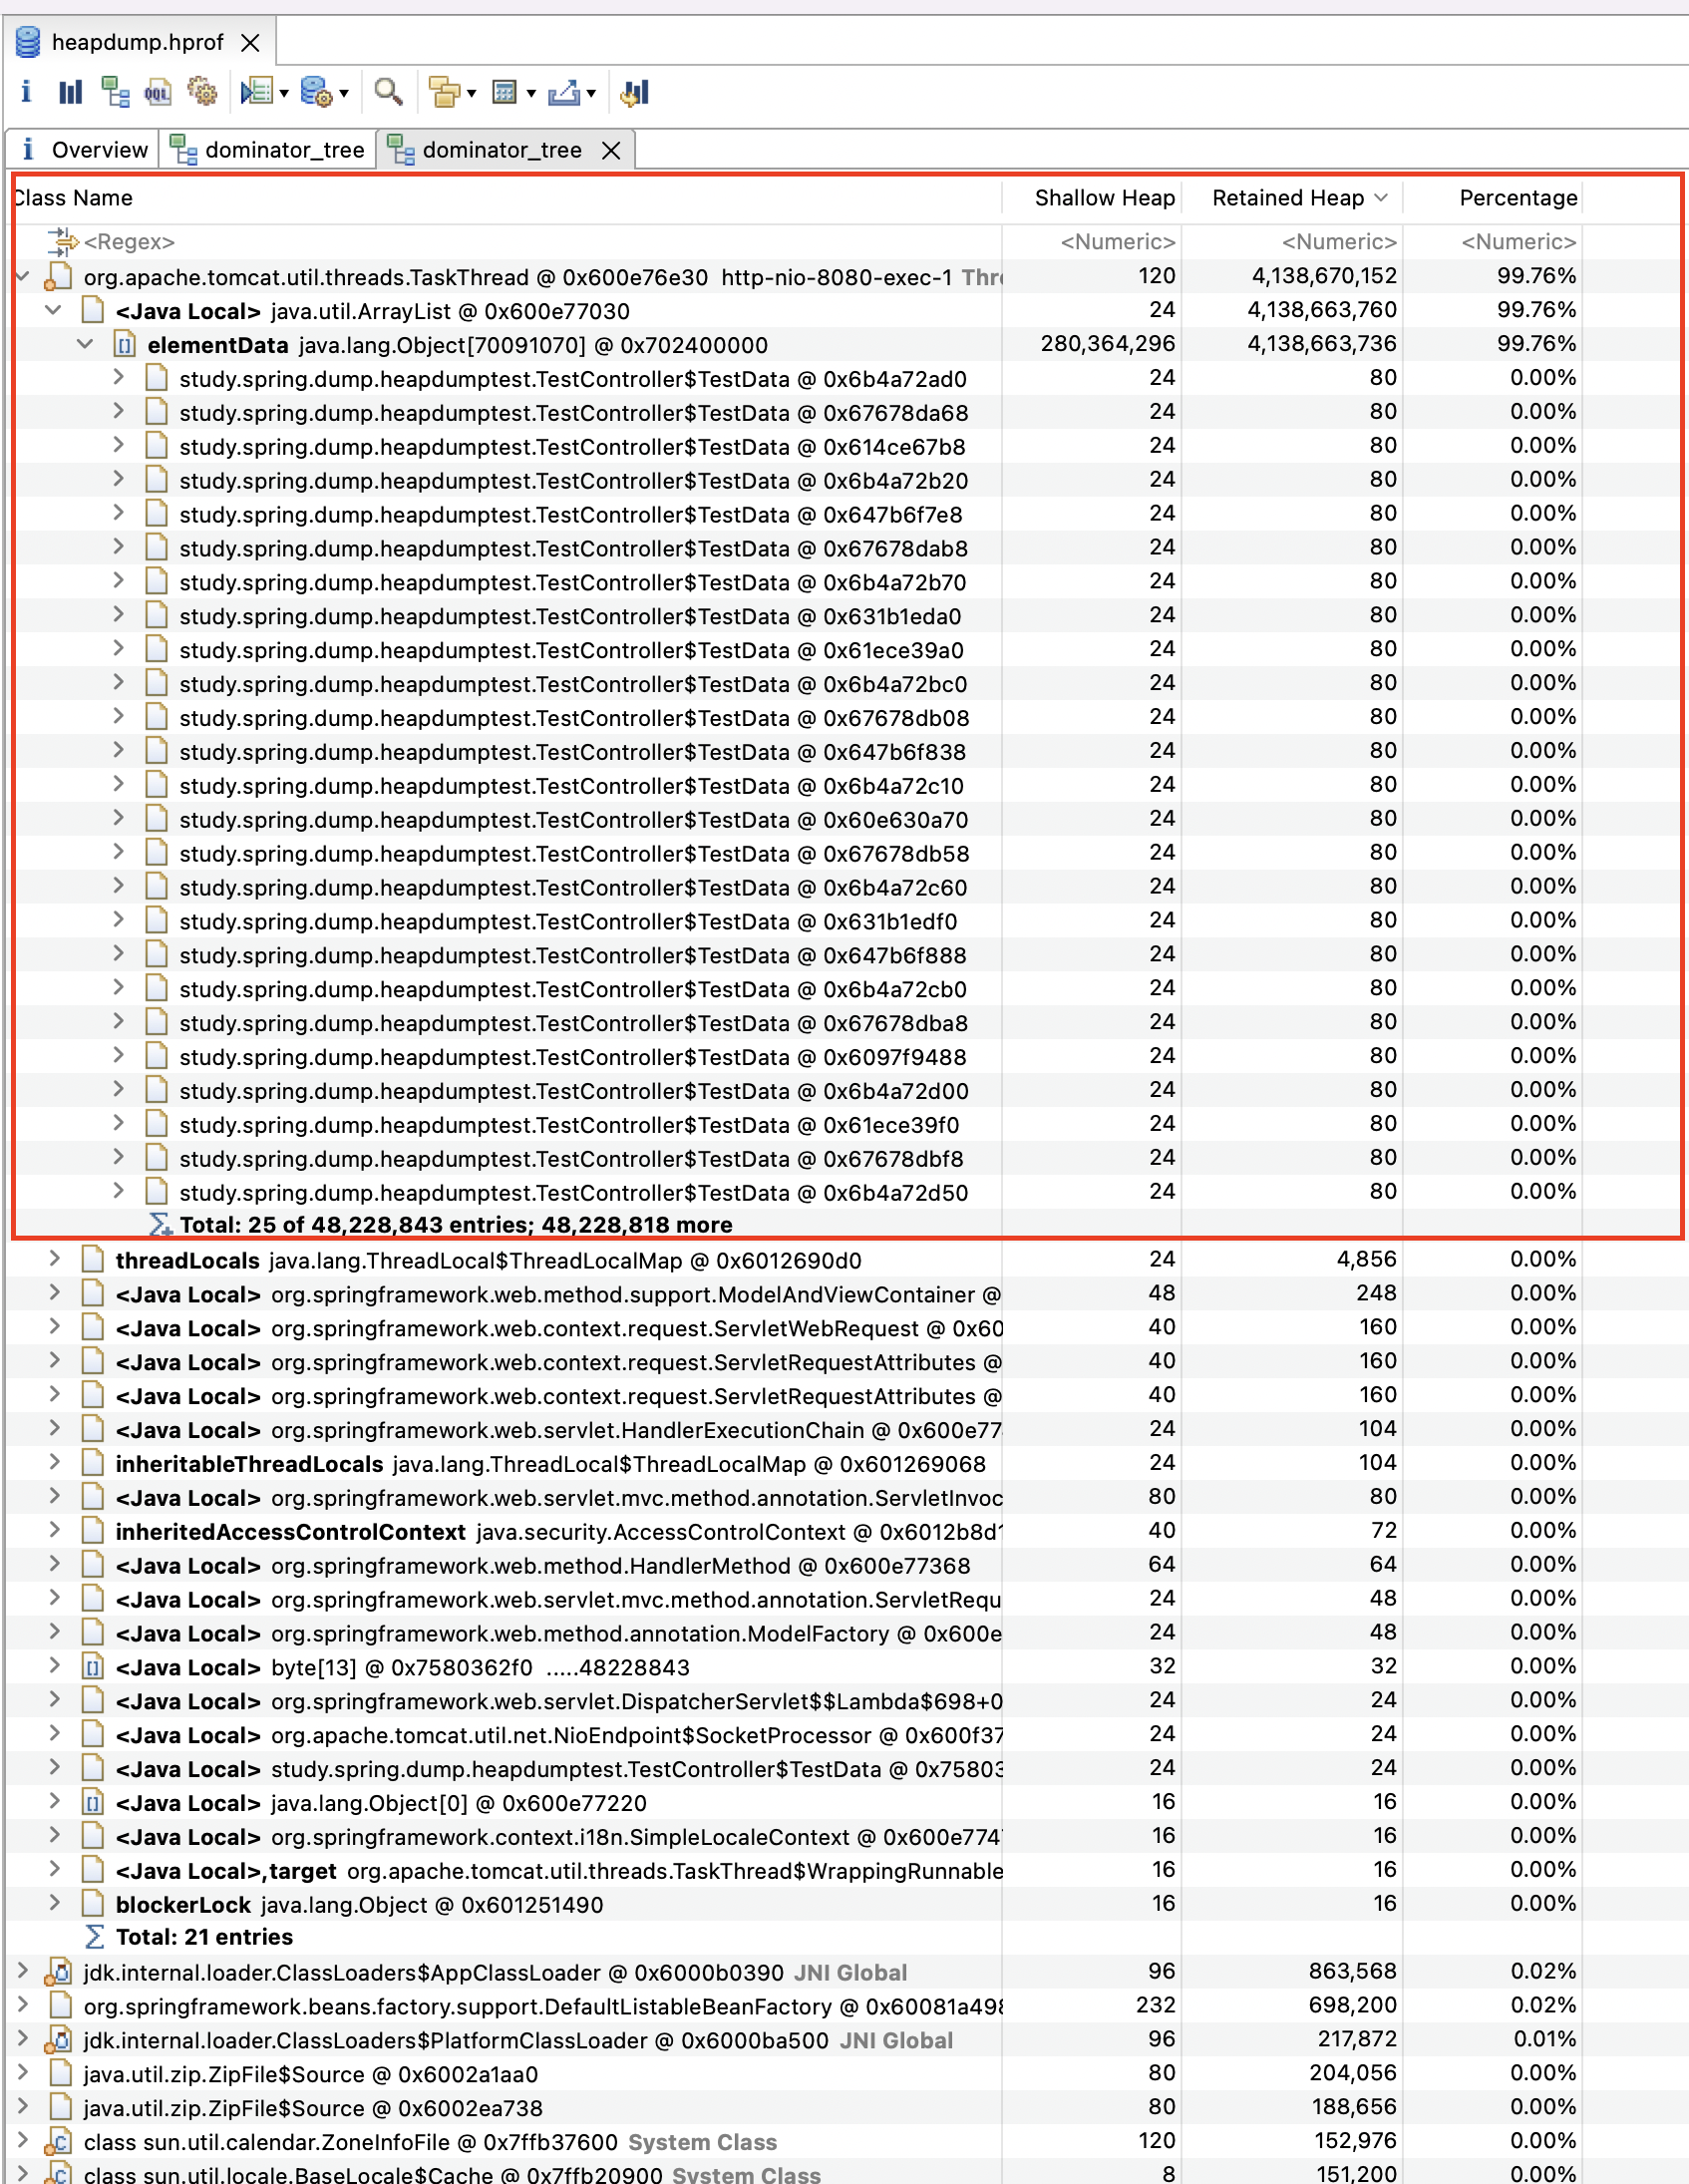 heapdump.hprof
Overview dominator_tree dominator_tree
Class Name Shallow Heap Retained Heap Percentage
<Regex> <Numeric> <Numeric> <Numeric>
org.apache.tomcat.util.threads.TaskThread @ 0x600e76e30 http-nio-8080-exec-1 Thre 120 4,138,670,152 99.76%
<Java Local> java.util.ArrayList @ 0x600e77030 24 4,138,663,760 99.76%
elementData java.lang.Object[70091070] @ 0x702400000 280,364,296 4,138,663,736 99.76%
study.spring.dump.heapdumptest.TestController$TestData @ 0x6b4a72ad0 24 80 0.00%
study.spring.dump.heapdumptest.TestController$TestData @ 0x67678da68 24 80 0.00%
study.spring.dump.heapdumptest.TestController$TestData @ 0x614ce67b8 24 80 0.00%
study.spring.dump.heapdumptest.TestController$TestData @ 0x6b4a72b20 24 80 0.00%
study.spring.dump.heapdumptest.TestController$TestData @ 0x647b6f7e8 24 80 0.00%
study.spring.dump.heapdumptest.TestController$TestData @ 0x67678dab8 24 80 0.00%
study.spring.dump.heapdumptest.TestController$TestData @ 0x6b4a72b70 24 80 0.00%
study.spring.dump.heapdumptest.TestController$TestData @ 0x631b1eda0 24 80 0.00%
study.spring.dump.heapdumptest.TestController$TestData @ 0x61ece39a0 24 80 0.00%
study.spring.dump.heapdumptest.TestController$TestData @ 0x6b4a72bc0 24 80 0.00%
study.spring.dump.heapdumptest.TestController$TestData @ 0x67678db08 24 80 0.00%
study.spring.dump.heapdumptest.TestController$TestData @ 0x647b6f838 24 80 0.00%
study.spring.dump.heapdumptest.TestController$TestData @ 0x6b4a72c10 24 80 0.00%
study.spring.dump.heapdumptest.TestController$TestData @ 0x60e630a70 24 80 0.00%
study.spring.dump.heapdumptest.TestController$TestData @ 0x67678db58 24 80 0.00%
study.spring.dump.heapdumptest.TestController$TestData @ 0x6b4a72c60 24 80 0.00%
study.spring.dump.heapdumptest.TestController$TestData @ 0x631b1edf0 24 80 0.00%
study.spring.dump.heapdumptest.TestController$TestData @ 0x647b6f888 24 80 0.00%
study.spring.dump.heapdumptest.TestController$TestData @ 0x6b4a72cb0 24 80 0.00%
study.spring.dump.heapdumptest.TestController$TestData @ 0x67678dba8 24 80 0.00%
study.spring.dump.heapdumptest.TestController$TestData @ 0x6097f9488 24 80 0.00%
study.spring.dump.heapdumptest.TestController$TestData @ 0x6b4a72d00 24 80 0.00%
study.spring.dump.heapdumptest.TestController$TestData @ 0x61ece39f0 24 80 0.00%
study.spring.dump.heapdumptest.TestController$TestData @ 0x67678dbf8 24 80 0.00%
study.spring.dump.heapdumptest.TestController$TestData @ 0x6b4a72d50 24 80 0.00%
Total: 25 of 48,228,843 entries; 48,228,818 more
threadLocals java.lang.ThreadLocal$ThreadLocalMap @ 0x6012690d0 24 4,856 0.00%
<Java Local> org.springframework.web.method.support.ModelAndViewContainer @ 48 248 0.00%
<Java Local> org.springframework.web.context.request.ServletWebRequest @ 0x60 40 160 0.00%
<Java Local> org.springframework.web.context.request.ServletRequestAttributes @ 40 160 0.00%
<Java Local> org.springframework.web.context.request.ServletRequestAttributes @ 40 160 0.00%
<Java Local> org.springframework.web.servlet.HandlerExecutionChain @ 0x600e77 24 104 0.00%
inheritableThreadLocals java.lang.ThreadLocal$ThreadLocalMap @ 0x601269068 24 104 0.00%
<Java Local> org.springframework.web.servlet.mvc.method.annotation.ServletInvoc 80 80 0.00%
inheritedAccessControlContext java.security.AccessControlContext @ 0x6012b8d1 40 72 0.00%
<Java Local> org.springframework.web.method.HandlerMethod @ 0x600e77368 64 64 0.00%
<Java Local> org.springframework.web.servlet.mvc.method.annotation.ServletRequ 24 48 0.00%
<Java Local> org.springframework.web.method.annotation.ModelFactory @ 0x600e 24 48 0.00%
<Java Local> byte[13] @ 0x7580362f0 .....48228843 32 32 0.00%
<Java Local> org.springframework.web.servlet.DispatcherServlet$$Lambda$698+0 24 24 0.00%
<Java Local> org.apache.tomcat.util.net.NioEndpoint$SocketProcessor @ 0x600f37 24 24 0.00%
<Java Local> study.spring.dump.heapdumptest.TestController$TestData @ 0x75803 24 24 0.00%
<Java Local> java.lang.Object[0] @ 0x600e77220 16 16 0.00%
<Java Local> org.springframework.context.i18n.SimpleLocaleContext @ 0x600e774 16 16 0.00%
<Java Local>,target org.apache.tomcat.util.threads.TaskThread$WrappingRunnable 16 16 0.00%
blockerLock java.lang.Object @ 0x601251490 16 16 0.00%
Total: 21 entries
jdk.internal.loader.ClassLoaders$AppClassLoader @ 0x6000b0390 JNI Global 96 863,568 0.02%
org.springframework.beans.factory.support.DefaultListableBeanFactory @ 0x60081a498 232 698,200 0.02%
jdk.internal.loader.ClassLoaders$PlatformClassLoader @ 0x6000ba500 JNI Global 96 217,872 0.01%
java.util.zip.ZipFile$Source @ 0x6002a1aa0 80 204,056 0.00%
java.util.zip.ZipFile$Source @ 0x6002ea738 80 188,656 0.00%
class sun.util.calendar.ZoneInfoFile @ 0x7ffb37600 System Class 120 152,976 0.00%
class sun.util.locale.BaseLocale$Cache @ 0x7ffb20900 System Class 8 151,200 0.00%